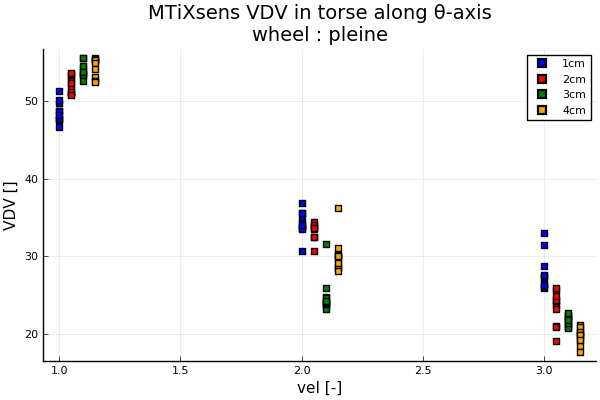 MTiXsens VDV in torse along θ-axis
wheel : pleine
1cm
2cm
3cm
4cm
VDV []
50
40
30
20
1.0
1.5
2.0
2.5
3.0
vel [-]